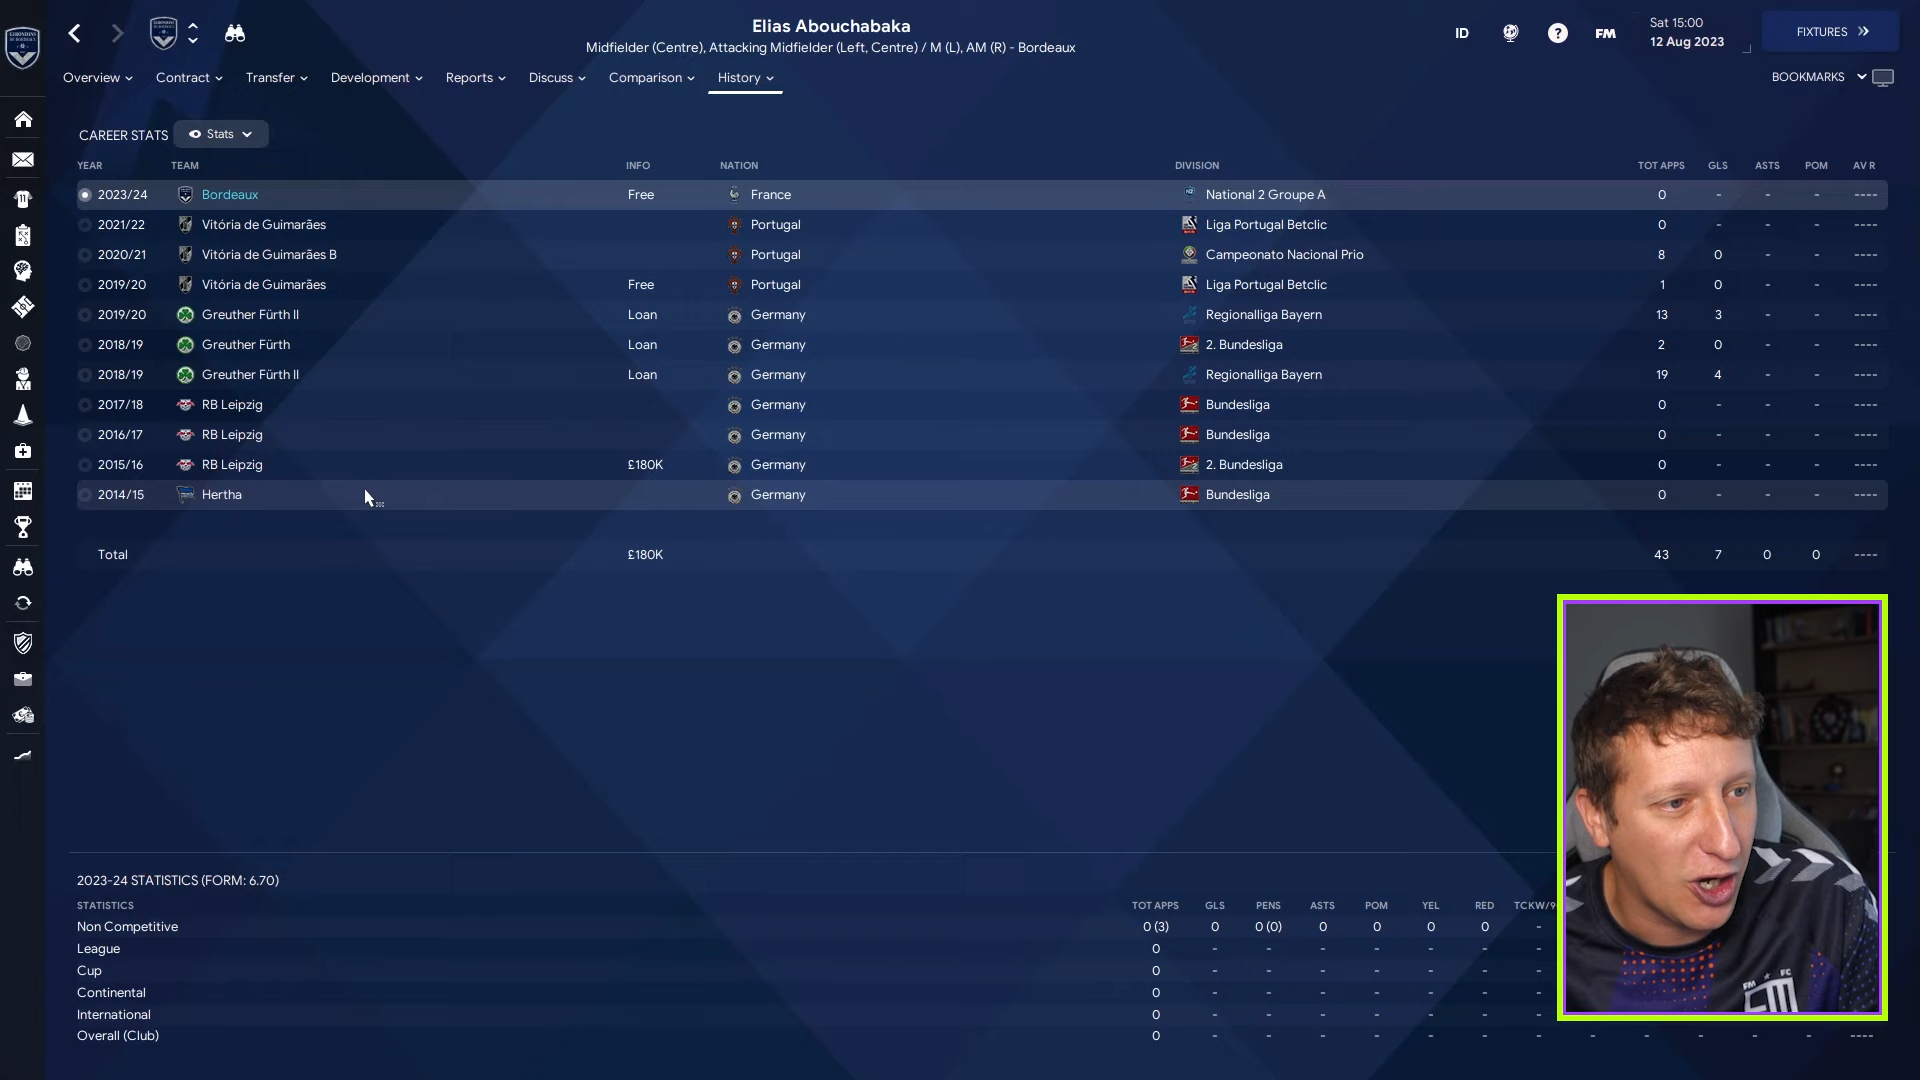 Elias Abouchabaka
Midfielder (Centre), Attacking Midfielder (Left, Centre) / M (L), AM (R) - Bordeaux
ID
FM
Sat 15:00
12 Aug 2023
FIXTURES
Overview Contract Transfer Development Reports Discuss Comparison History
BOOKMARKS
CAREER STATS Stats
YEAR TEAM INFO NATION DIVISION TOT APPS GLS ASTS POM AV R
2023/24 Bordeaux Free France National 2 Groupe A 0 - - - ----
2021/22 Vitória de Guimarães Portugal Liga Portugal Betclic 0 - - - ----
2020/21 Vitória de Guimarães B Portugal Campeonato Nacional Prio 8 0 - - ----
2019/20 Vitória de Guimarães Free Portugal Liga Portugal Betclic 1 0 - - ----
2019/20 Greuther Fürth II Loan Germany Regionalliga Bayern 13 3 - - ----
2018/19 Greuther Fürth Loan Germany 2. Bundesliga 2 0 - - ----
2018/19 Greuther Fürth II Loan Germany Regionalliga Bayern 19 4 - - ----
2017/18 RB Leipzig Germany Bundesliga 0 - - - ----
2016/17 RB Leipzig Germany Bundesliga 0 - - - ----
2015/16 RB Leipzig £180K Germany 2. Bundesliga 0 - - - ----
2014/15 Hertha Germany Bundesliga 0 - - - ----
Total £180K 43 7 0 0 ----
2023-24 STATISTICS (FORM: 6.70)
STATISTICS TOT APPS GLS PENS ASTS POM YEL RED TCKW/9
Non Competitive 0 (3) 0 0 (0) 0 0 0 0 -
League 0 - - - - - - -
Cup 0 - - - - - - -
Continental 0 - - - - - - -
International 0 - - - - - - -
Overall (Club) 0 - - - - - - - - - - - - ----
FM FC